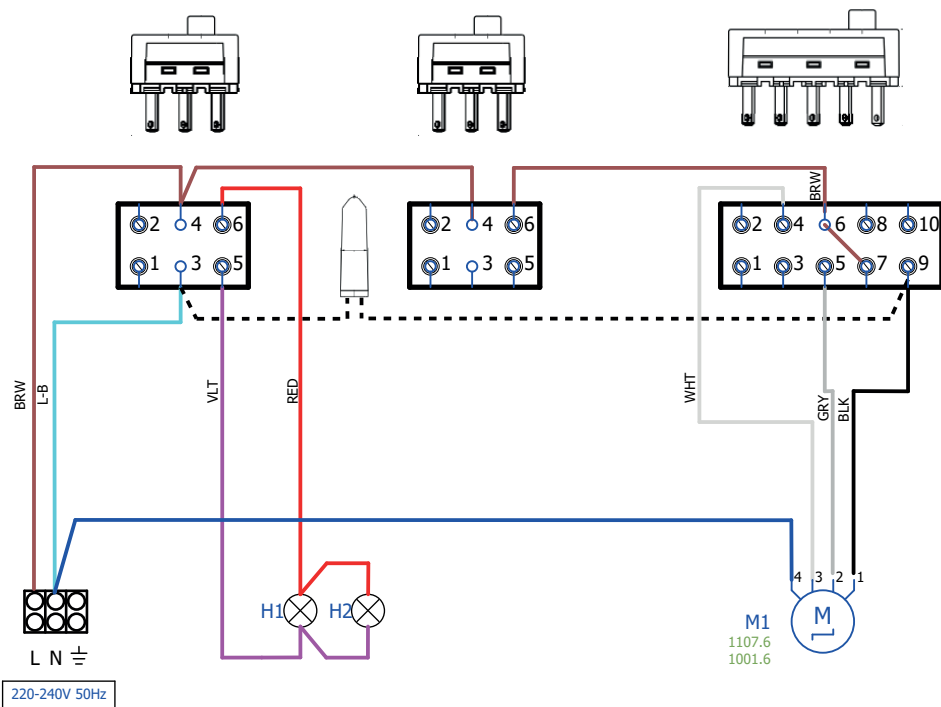 BRW
2 4 6
2 4 6
2 4 6 8 10
1 3 5
1 3 5
1 3 5 7 9
BRW
L-B
VLT
RED
WHT
GRY
BLK
4 3 2 1
H1
H2
M
M1
1107.6
1001.6
L N
220-240V 50Hz